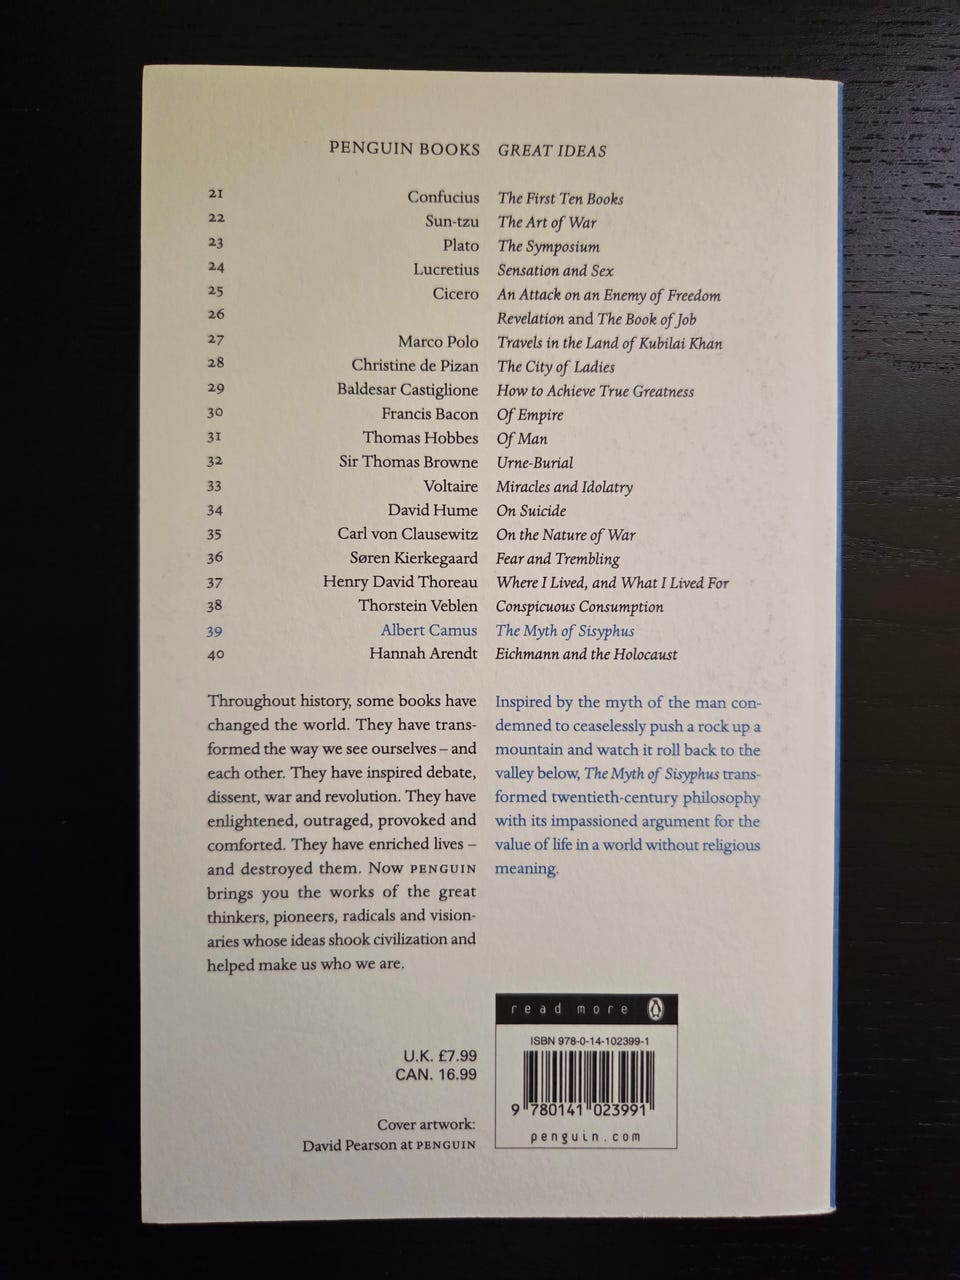 PENGUIN BOOKS GREAT IDEAS
21 Confucius The First Ten Books
22 Sun-tzu The Art of War
23 Plato The Symposium
24 Lucretius Sensation and Sex
25 Cicero An Attack on an Enemy of Freedom
26 Revelation and The Book of Job
27 Marco Polo Travels in the Land of Kubilai Khan
28 Christine de Pizan The City of Ladies
29 Baldesar Castiglione How to Achieve True Greatness
30 Francis Bacon Of Empire
31 Thomas Hobbes Of Man
32 Sir Thomas Browne Urne-Burial
33 Voltaire Miracles and Idolatry
34 David Hume On Suicide
35 Carl von Clausewitz On the Nature of War
36 Søren Kierkegaard Fear and Trembling
37 Henry David Thoreau Where I Lived, and What I Lived For
38 Thorstein Veblen Conspicuous Consumption
39 Albert Camus The Myth of Sisyphus
40 Hannah Arendt Eichmann and the Holocaust
Throughout history, some books have
changed the world. They have trans-
formed the way we see ourselves – and
each other. They have inspired debate,
dissent, war and revolution. They have
enlightened, outraged, provoked and
comforted. They have enriched lives –
and destroyed them. Now PENGUIN
brings you the works of the great
thinkers, pioneers, radicals and vision-
aries whose ideas shook civilization and
helped make us who we are.
Inspired by the myth of the man con-
demned to ceaselessly push a rock up a
mountain and watch it roll back to the
valley below, The Myth of Sisyphus trans-
formed twentieth-century philosophy
with its impassioned argument for the
value of life in a world without religious
meaning.
U.K. £7.99
CAN. 16.99
Cover artwork:
David Pearson at PENGUIN
read more
ISBN 978-0-14-102399-1
9 780141 023991
penguin.com